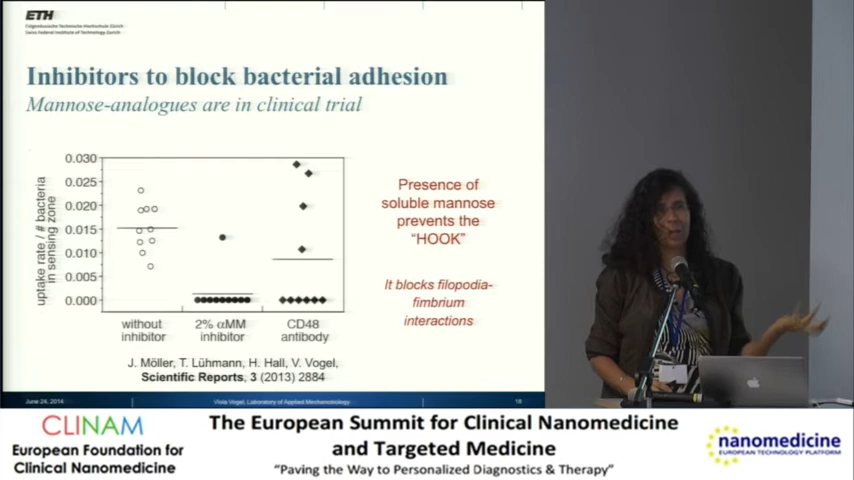 ETH
Eidgenössische Technische Hochschule Zürich
Swiss Federal Institute of Technology Zurich
Inhibitors to block bacterial adhesion
Mannose-analogues are in clinical trial
uptake rate / # bacteria
in sensing zone
0.030
0.025
0.020
0.015
0.010
0.005
0.000
without
inhibitor
2% αMM
inhibitor
CD48
antibody
Presence of
soluble mannose
prevents the
“HOOK”
It blocks filopodia-
fimbrium
interactions
J. Möller, T. Lühmann, H. Hall, V. Vogel,
Scientific Reports, 3 (2013) 2884
June 24, 2014
Viola Vogel, Laboratory of Applied Mechanobiology
CLINAM
European Foundation for
Clinical Nanomedicine
The European Summit for Clinical Nanomedicine
and Targeted Medicine
“Paving the Way to Personalized Diagnostics & Therapy”
nanomedicine
EUROPEAN TECHNOLOGY PLATFORM